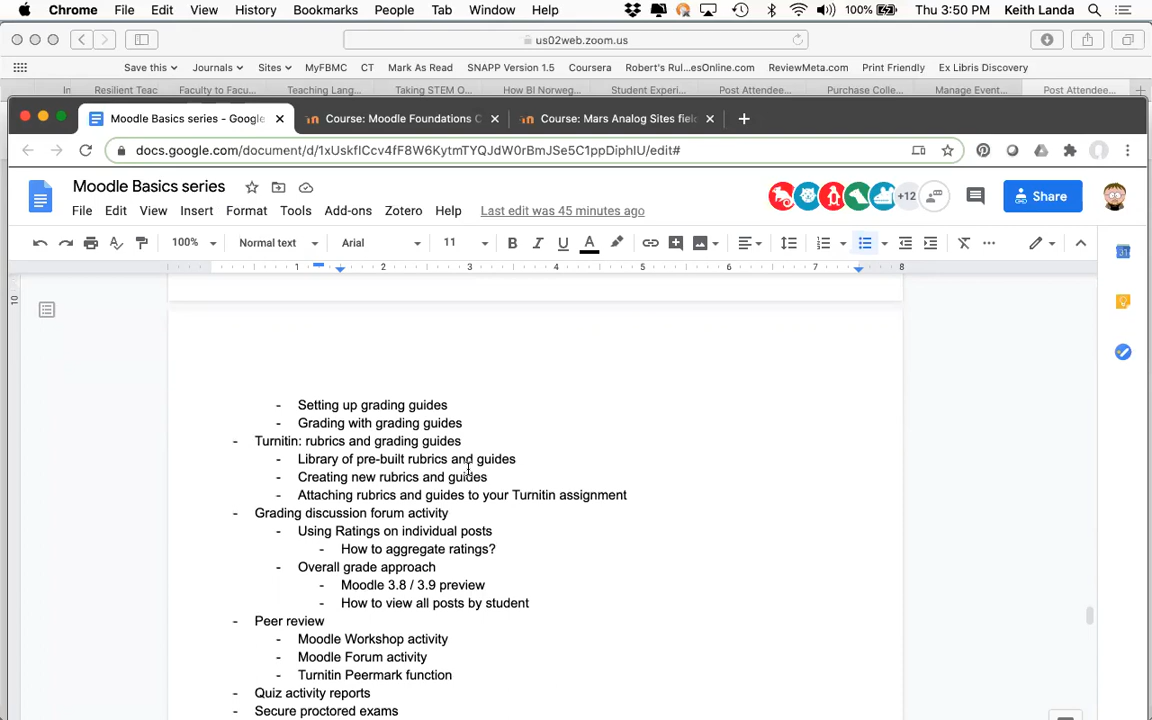 Chrome File Edit View History Bookmarks People Tab Window Help 100% Thu 3:50 PM Keith Landa
us02web.zoom.us
Save this Journals Sites MyFBMC CT Mark As Read SNAPP Version 1.5 Coursera Robert's Rul...esOnline.com ReviewMeta.com Print Friendly Ex Libris Discovery
In Resilient Teac Faculty to Facu... Teaching Lang... Taking STEM O... How BI Norweg... Student Experi... Post Attendee... Purchase Colle... Manage Event... Post Attendee...
Moodle Basics series - Google Course: Moodle Foundations C Course: Mars Analog Sites fiel
docs.google.com/document/d/1xUskfICcv4fF8W6KytmTYQJdW0rBmJSe5C1ppDiphIU/edit#
Moodle Basics series
+12 Share
File Edit View Insert Format Tools Add-ons Zotero Help Last edit was 45 minutes ago
100% Normal text Arial 11 B I U A
1 2 3 4 5 6 7 8
10
- Setting up grading guides
- Grading with grading guides
- Turnitin: rubrics and grading guides
- Library of pre-built rubrics and guides
- Creating new rubrics and guides
- Attaching rubrics and guides to your Turnitin assignment
- Grading discussion forum activity
- Using Ratings on individual posts
- How to aggregate ratings?
- Overall grade approach
- Moodle 3.8 / 3.9 preview
- How to view all posts by student
- Peer review
- Moodle Workshop activity
- Moodle Forum activity
- Turnitin Peermark function
- Quiz activity reports
- Secure proctored exams